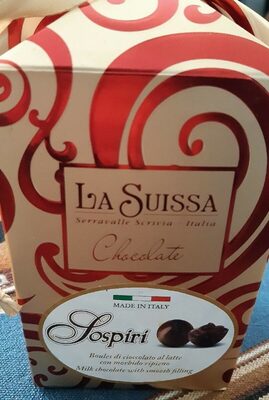 LA SUISSA
Serravalle Scrivia - Italia
Chocolate
MADE IN ITALY
Sospiri
Boules di cioccolato al latte
con morbido ripieno
Milk chocolate with smooth filling